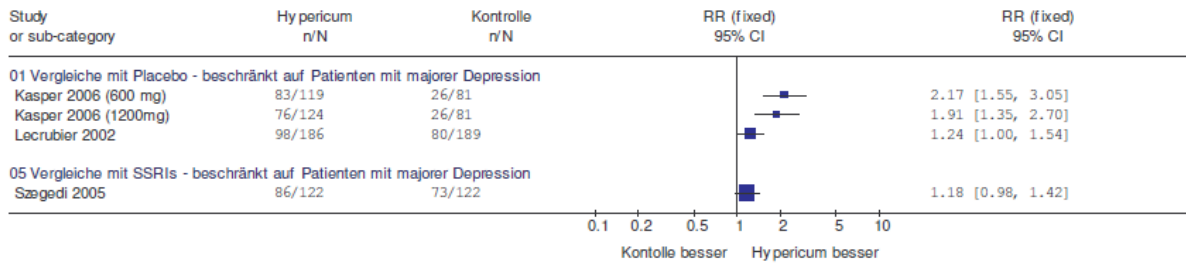 Study Hypericum Kontrolle RR (fixed) RR (fixed)
or sub-category n/N n/N 95% CI 95% CI
01 Vergleiche mit Placebo - beschränkt auf Patienten mit majorer Depression
Kasper 2006 (600 mg) 83/119 26/81 2.17 [1.55, 3.05]
Kasper 2006 (1200mg) 76/124 26/81 1.91 [1.35, 2.70]
Lecrubier 2002 98/186 80/189 1.24 [1.00, 1.54]
05 Vergleiche mit SSRIs - beschränkt auf Patienten mit majorer Depression
Szegedi 2005 86/122 73/122 1.18 [0.98, 1.42]
0.1 0.2 0.5 1 2 5 10
Kontolle besser Hypericum besser